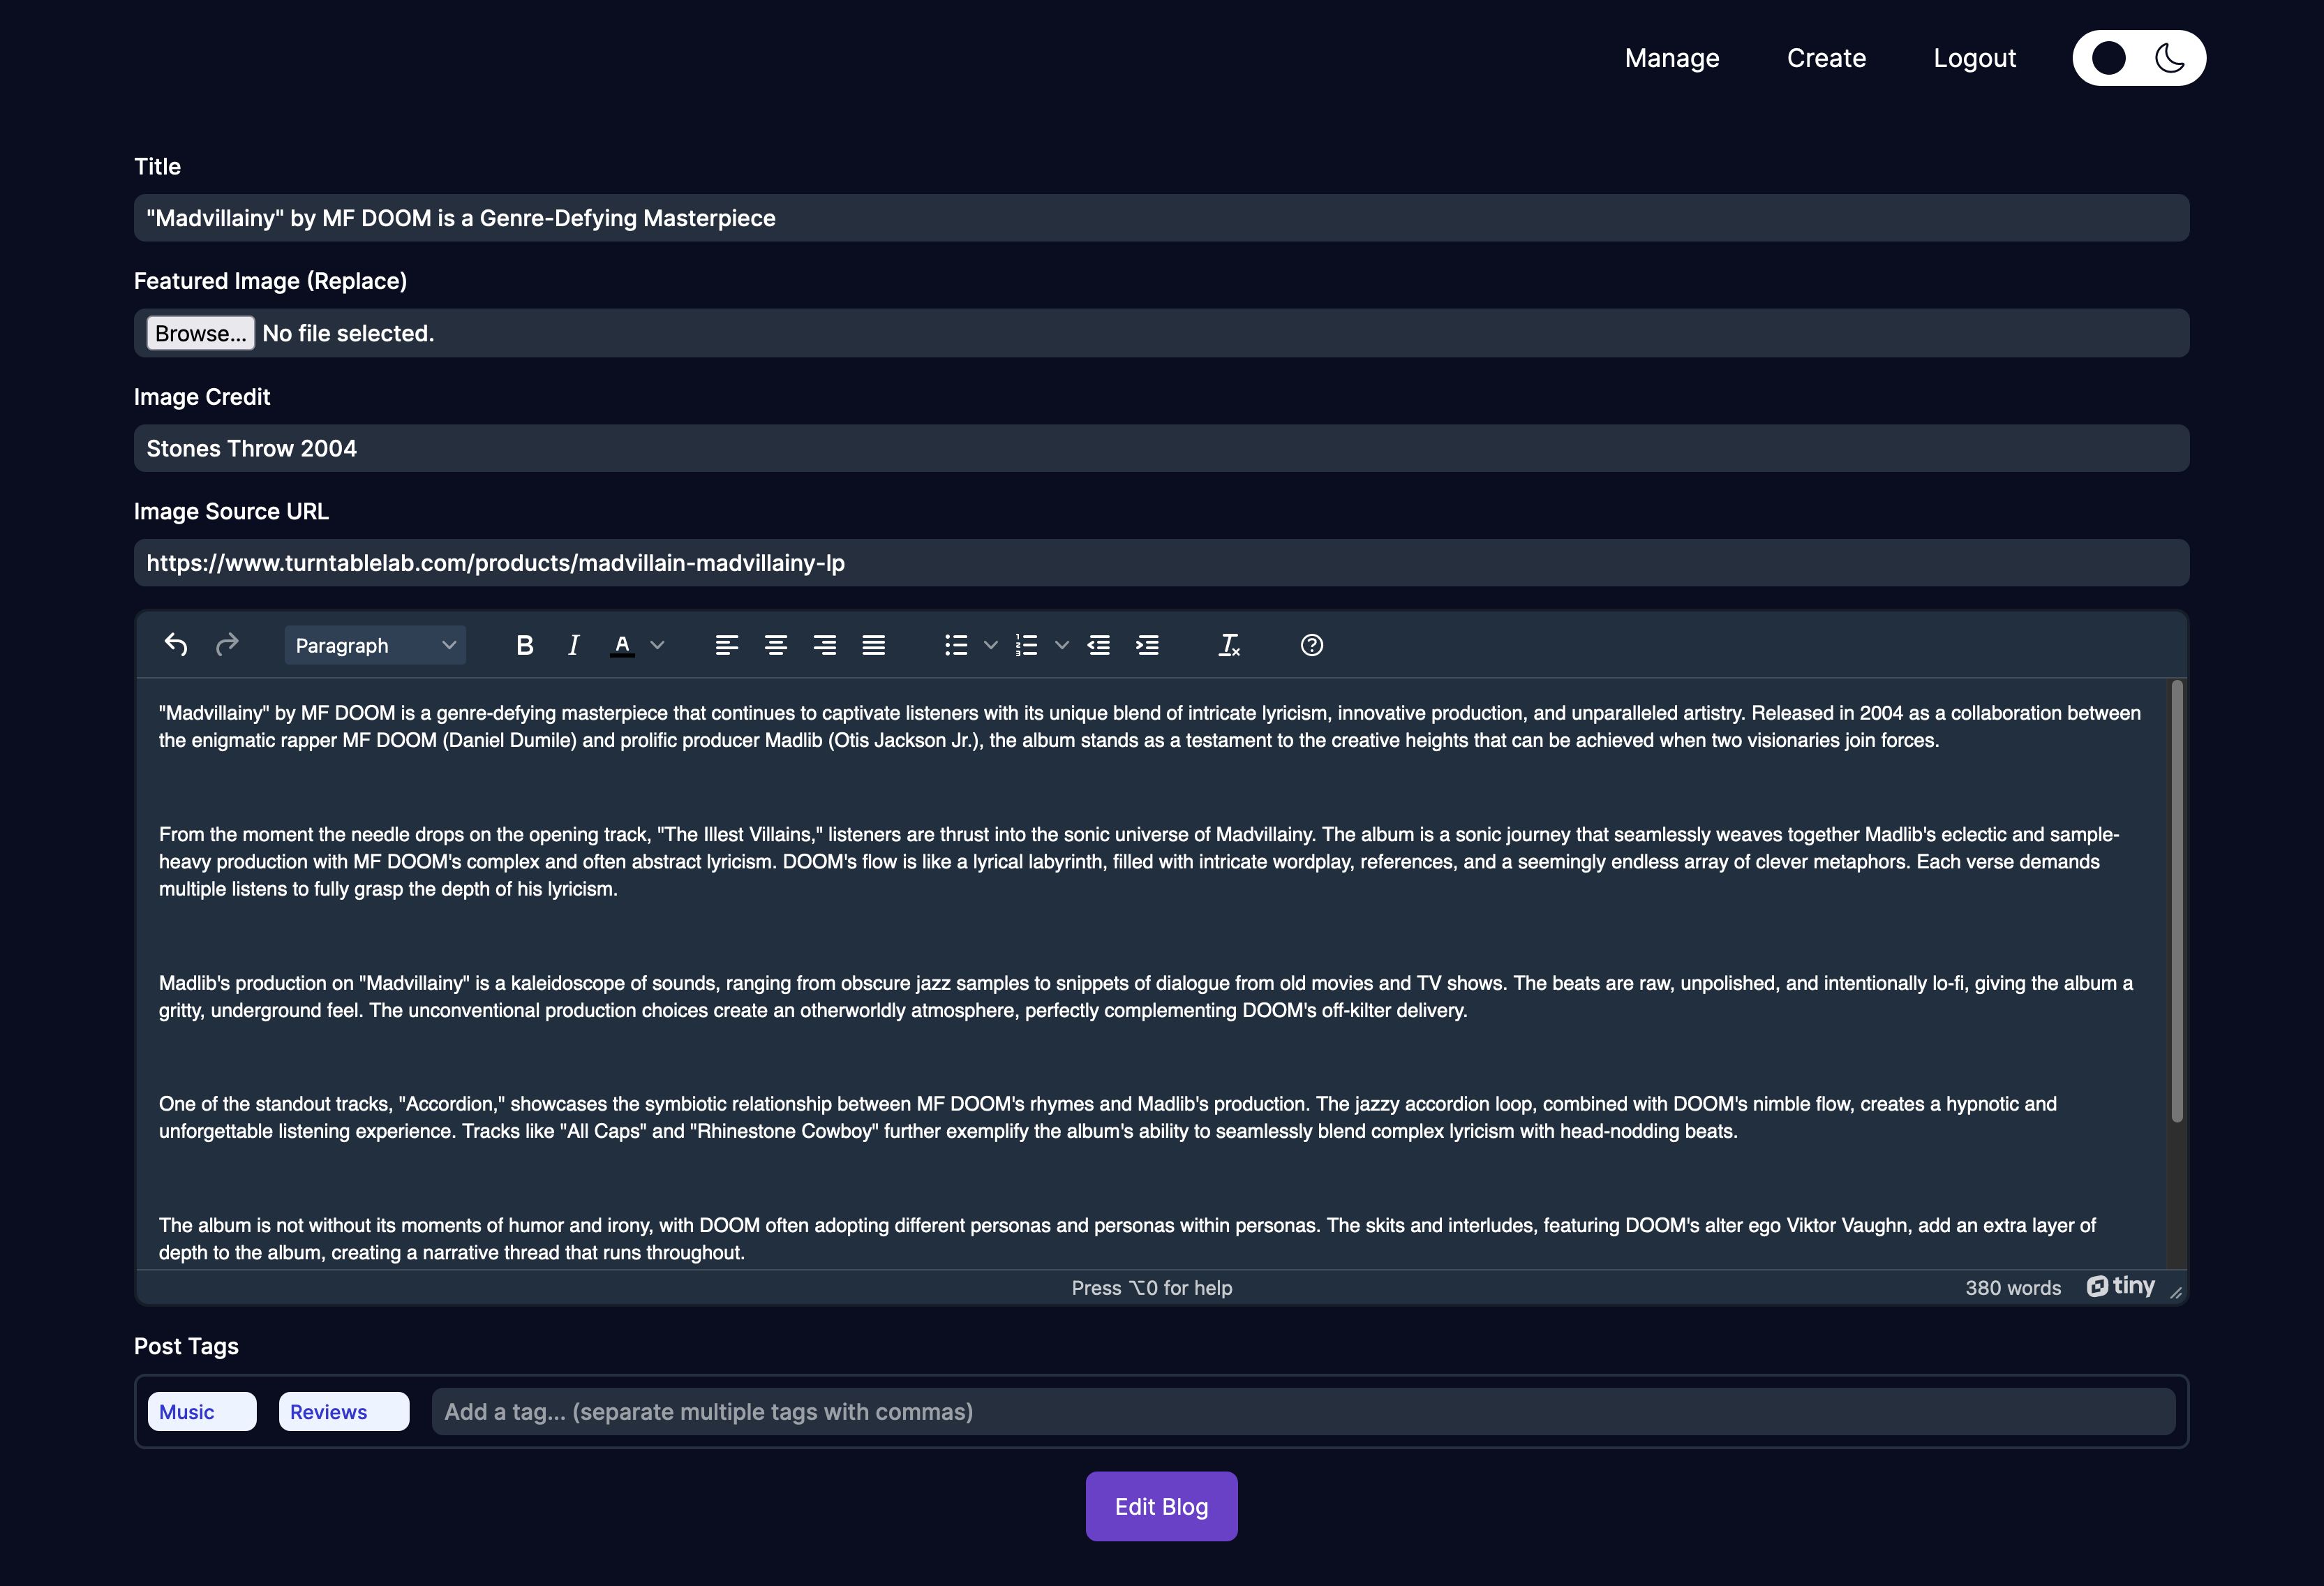 Manage Create Logout
Title
"Madvillainy" by MF DOOM is a Genre-Defying Masterpiece
Featured Image (Replace)
Browse... No file selected.
Image Credit
Stones Throw 2004
Image Source URL
https://www.turntablelab.com/products/madvillain-madvillainy-lp
Paragraph B I A
"Madvillainy" by MF DOOM is a genre-defying masterpiece that continues to captivate listeners with its unique blend of intricate lyricism, innovative production, and unparalleled artistry. Released in 2004 as a collaboration between
the enigmatic rapper MF DOOM (Daniel Dumile) and prolific producer Madlib (Otis Jackson Jr.), the album stands as a testament to the creative heights that can be achieved when two visionaries join forces.
From the moment the needle drops on the opening track, "The Illest Villains," listeners are thrust into the sonic universe of Madvillainy. The album is a sonic journey that seamlessly weaves together Madlib's eclectic and sample-
heavy production with MF DOOM's complex and often abstract lyricism. DOOM's flow is like a lyrical labyrinth, filled with intricate wordplay, references, and a seemingly endless array of clever metaphors. Each verse demands
multiple listens to fully grasp the depth of his lyricism.
Madlib's production on "Madvillainy" is a kaleidoscope of sounds, ranging from obscure jazz samples to snippets of dialogue from old movies and TV shows. The beats are raw, unpolished, and intentionally lo-fi, giving the album a
gritty, underground feel. The unconventional production choices create an otherworldly atmosphere, perfectly complementing DOOM's off-kilter delivery.
One of the standout tracks, "Accordion," showcases the symbiotic relationship between MF DOOM's rhymes and Madlib's production. The jazzy accordion loop, combined with DOOM's nimble flow, creates a hypnotic and
unforgettable listening experience. Tracks like "All Caps" and "Rhinestone Cowboy" further exemplify the album's ability to seamlessly blend complex lyricism with head-nodding beats.
The album is not without its moments of humor and irony, with DOOM often adopting different personas and personas within personas. The skits and interludes, featuring DOOM's alter ego Viktor Vaughn, add an extra layer of
depth to the album, creating a narrative thread that runs throughout.
Press ⌥0 for help 380 words tiny
Post Tags
Music Reviews Add a tag... (separate multiple tags with commas)
Edit Blog